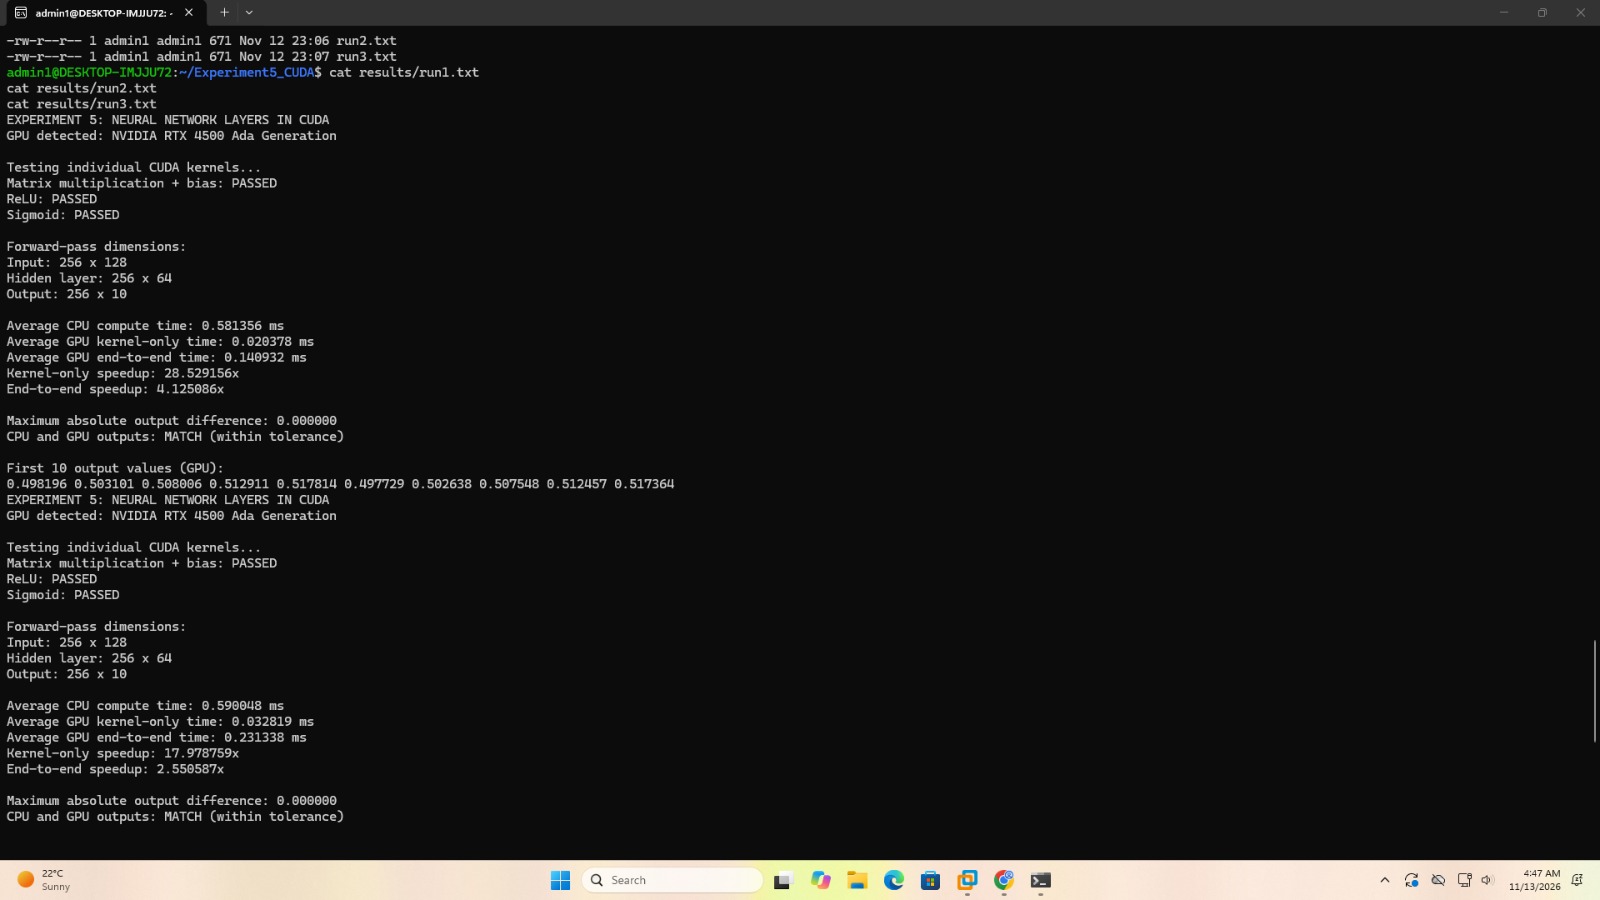 admin1@DESKTOP-IMJJU72: ~
-rw-r--r-- 1 admin1 admin1 671 Nov 12 23:06 run2.txt
-rw-r--r-- 1 admin1 admin1 671 Nov 12 23:07 run3.txt
admin1@DESKTOP-IMJJU72:~/Experiment5_CUDA$ cat results/run1.txt
cat results/run2.txt
cat results/run3.txt
EXPERIMENT 5: NEURAL NETWORK LAYERS IN CUDA
GPU detected: NVIDIA RTX 4500 Ada Generation
Testing individual CUDA kernels...
Matrix multiplication + bias: PASSED
ReLU: PASSED
Sigmoid: PASSED
Forward-pass dimensions:
Input: 256 x 128
Hidden layer: 256 x 64
Output: 256 x 10
Average CPU compute time: 0.581356 ms
Average GPU kernel-only time: 0.020378 ms
Average GPU end-to-end time: 0.140932 ms
Kernel-only speedup: 28.529156x
End-to-end speedup: 4.125086x
Maximum absolute output difference: 0.000000
CPU and GPU outputs: MATCH (within tolerance)
First 10 output values (GPU):
0.498196 0.503101 0.508006 0.512911 0.517814 0.497729 0.502638 0.507548 0.512457 0.517364
EXPERIMENT 5: NEURAL NETWORK LAYERS IN CUDA
GPU detected: NVIDIA RTX 4500 Ada Generation
Testing individual CUDA kernels...
Matrix multiplication + bias: PASSED
ReLU: PASSED
Sigmoid: PASSED
Forward-pass dimensions:
Input: 256 x 128
Hidden layer: 256 x 64
Output: 256 x 10
Average CPU compute time: 0.590048 ms
Average GPU kernel-only time: 0.032819 ms
Average GPU end-to-end time: 0.231338 ms
Kernel-only speedup: 17.978759x
End-to-end speedup: 2.550587x
Maximum absolute output difference: 0.000000
CPU and GPU outputs: MATCH (within tolerance)
22°C
Sunny
Search
4:47 AM
11/13/2026